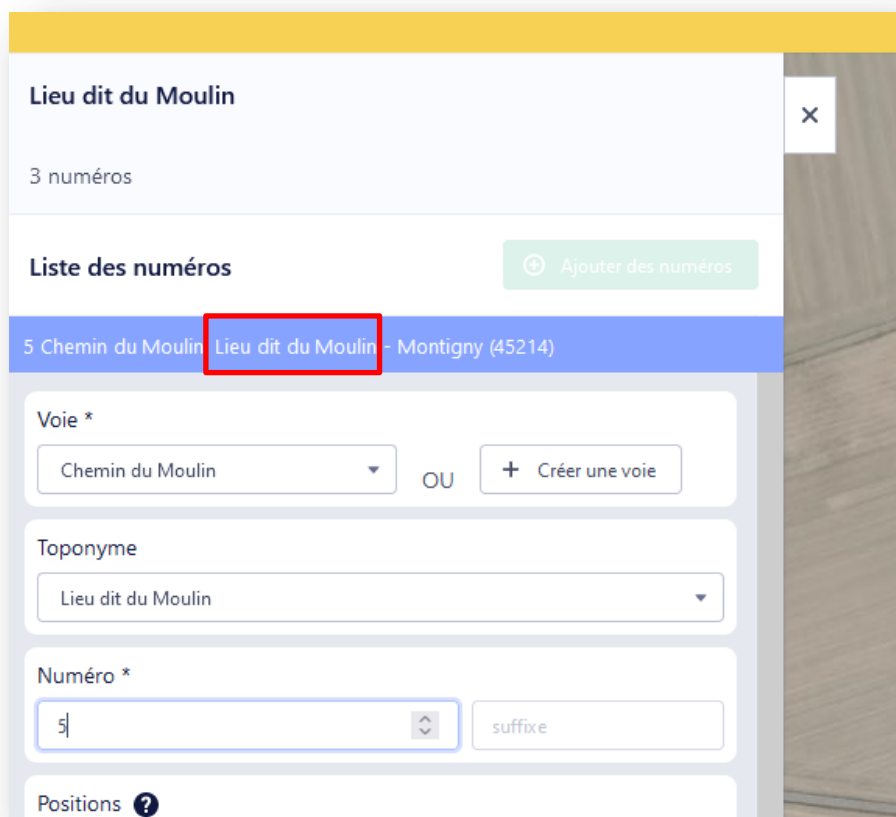 Lieu dit du Moulin
3 numéros
Liste des numéros
Ajouter des numéros
5 Chemin du Moulin Lieu dit du Moulin - Montigny (45214)
Voie *
Chemin du Moulin
OU
+ Créer une voie
Toponyme
Lieu dit du Moulin
Numéro *
5
suffixe
Positions ?